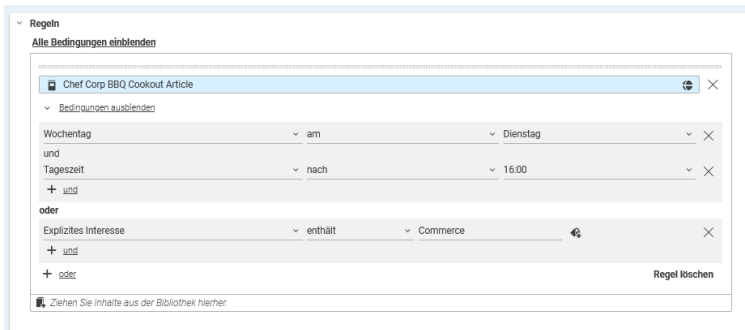 Regeln
Alle Bedingungen einblenden
Chef Corp BBQ Cookout Article
Bedingungen ausblenden
Wochentag am Dienstag
und
Tageszeit nach 16:00
+ und
oder
Explizites Interesse enthält Commerce
+ und
+ oder Regel löschen
Ziehen Sie Inhalte aus der Bibliothek hierher.